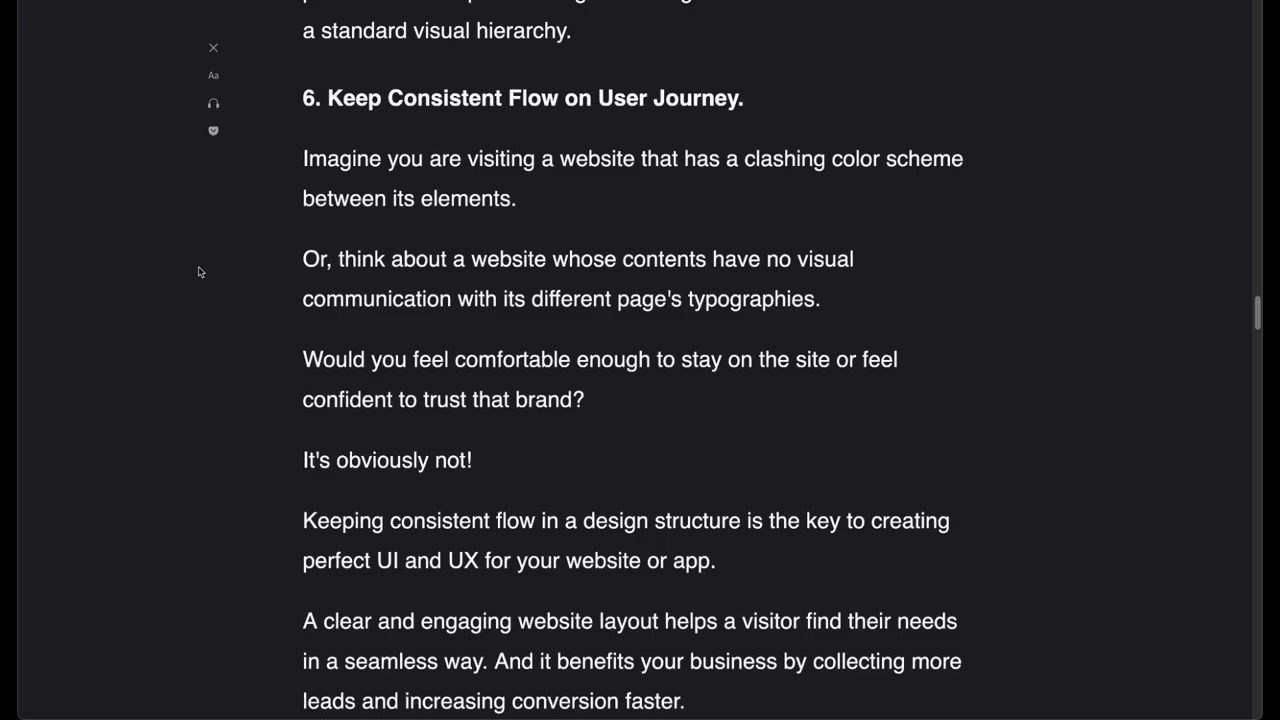 a standard visual hierarchy.
Aa
6. Keep Consistent Flow on User Journey.
Imagine you are visiting a website that has a clashing color scheme
between its elements.
Or, think about a website whose contents have no visual
communication with its different page's typographies.
Would you feel comfortable enough to stay on the site or feel
confident to trust that brand?
It's obviously not!
Keeping consistent flow in a design structure is the key to creating
perfect UI and UX for your website or app.
A clear and engaging website layout helps a visitor find their needs
in a seamless way. And it benefits your business by collecting more
leads and increasing conversion faster.